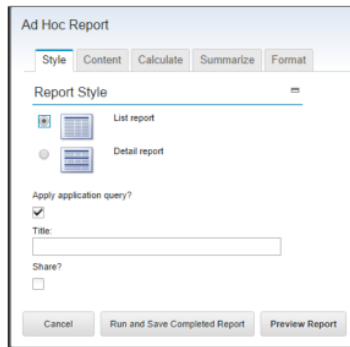 Ad Hoc Report
Style Content Calculate Summarize Format
Report Style
List report
Detail report
Apply application query?
Title:
Share?
Cancel Run and Save Completed Report Preview Report